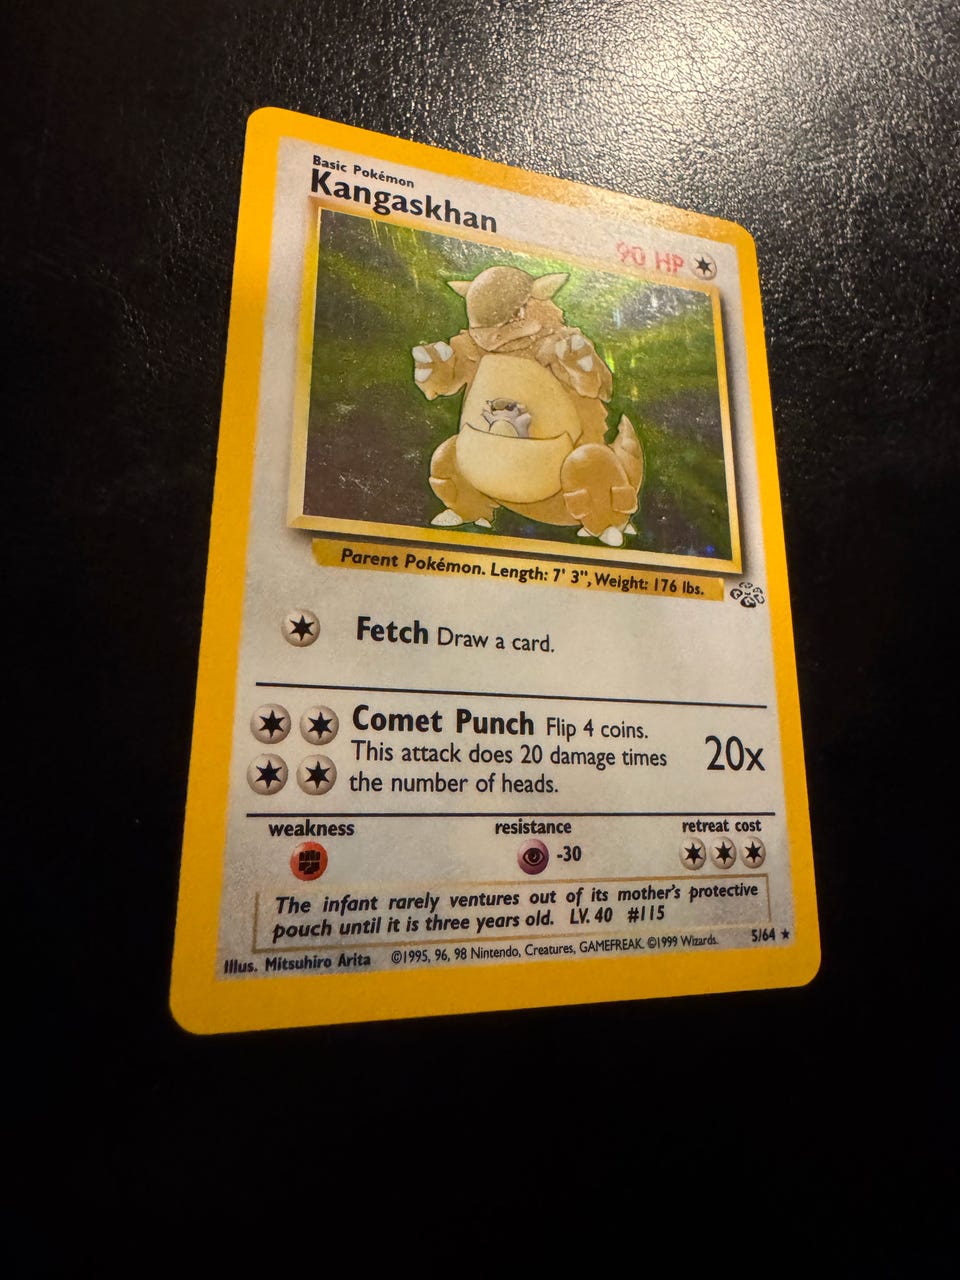 Basic Pokémon
Kangaskhan
90 HP
Parent Pokémon. Length: 7' 3", Weight: 176 lbs.
Fetch Draw a card.
Comet Punch Flip 4 coins.
This attack does 20 damage times
the number of heads.
20x
weakness
resistance
retreat cost
-30
The infant rarely ventures out of its mother's protective
pouch until it is three years old. LV. 40 #115
Illus. Mitsuhiro Arita
©1995, 96, 98 Nintendo, Creatures, GAMEFREAK. ©1999 Wizards.
5/64 ★